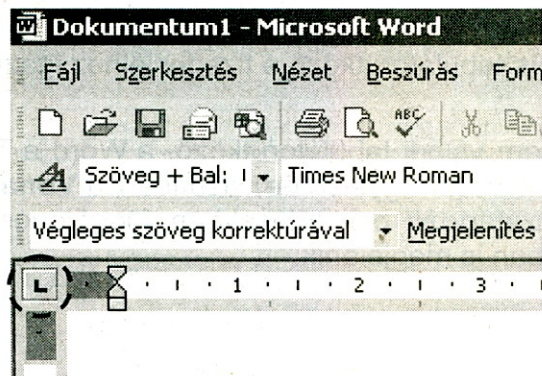 Dokumentum1 - Microsoft Word
Fájl Szerkesztés Nézet Beszúrás Form
ABC
Szöveg + Bal: Times New Roman
Végleges szöveg korrektúrával Megjelenítés
L 1 2 3